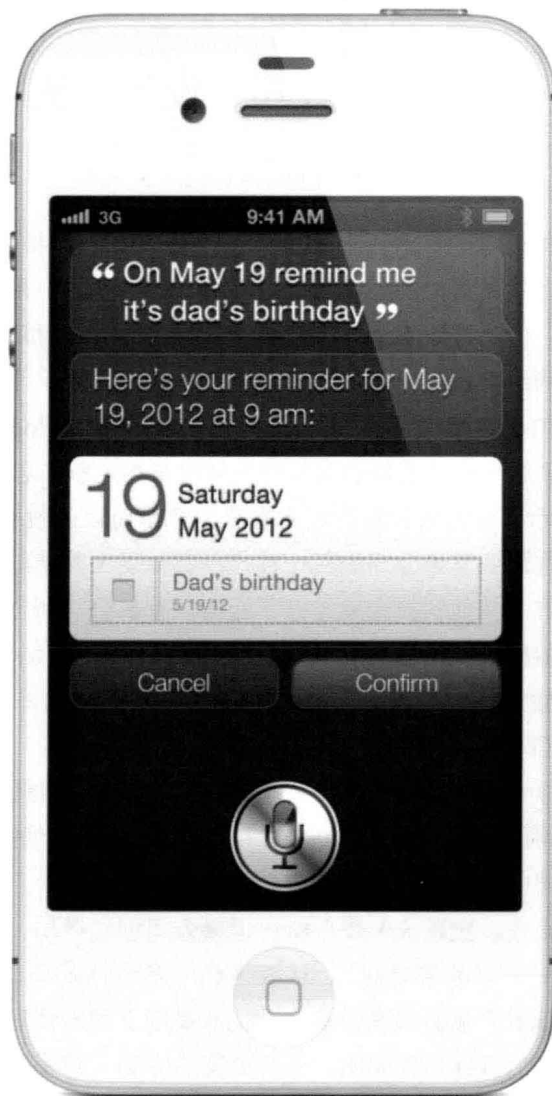 3G 9:41 AM
“ On May 19 remind me
it’s dad’s birthday ”
Here’s your reminder for May
19, 2012 at 9 am:
19 Saturday
May 2012
Dad’s birthday
5/19/12
Cancel Confirm